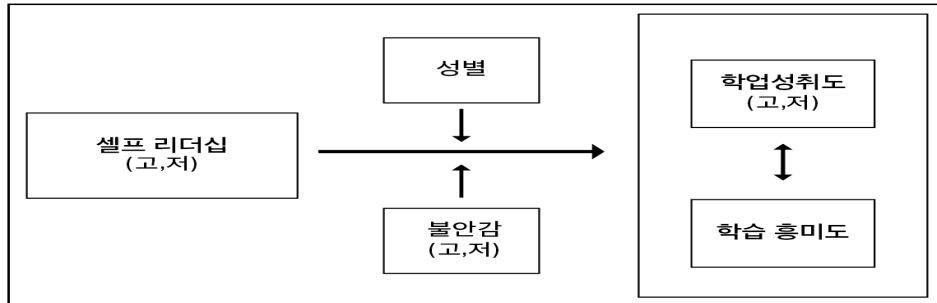 성별
셀프 리더십
(고,저)
불안감
(고,저)
학업성취도
(고,저)
학습 흥미도